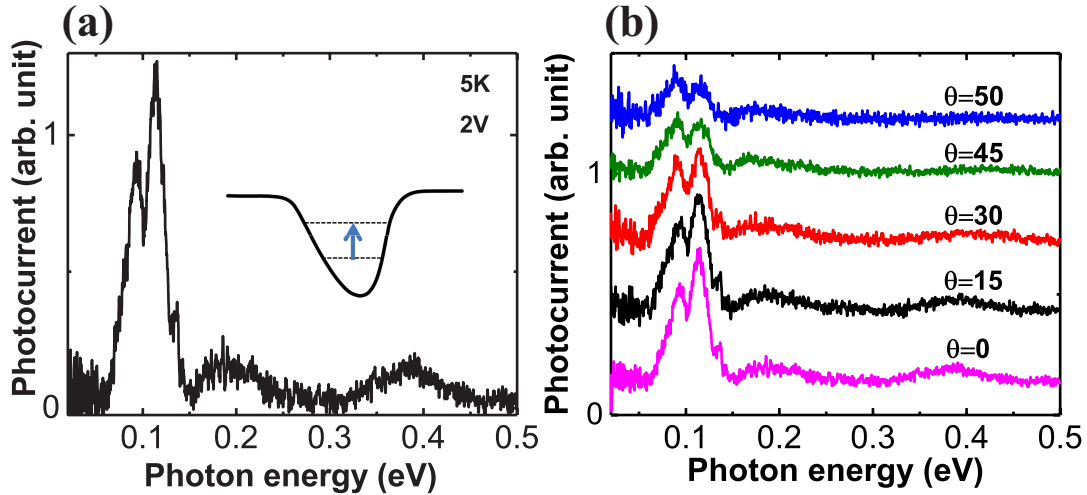 (a)
Photocurrent (arb. unit)
1
0
5K
2V
0.1 0.2 0.3 0.4 0.5
Photon energy (eV)
(b)
Photocurrent (arb. unit)
1
0
θ=50
θ=45
θ=30
θ=15
θ=0
0.1 0.2 0.3 0.4 0.5
Photon energy (eV)